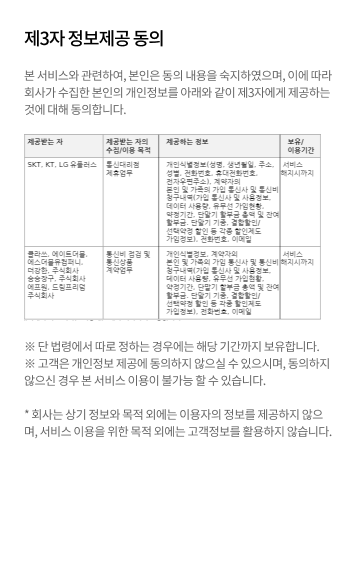 제3자 정보제공 동의
본 서비스와 관련하여, 본인은 동의 내용을 숙지하였으며, 이에 따라
회사가 수집한 본인의 개인정보를 아래와 같이 제3자에게 제공하는
것에 대해 동의합니다.
제공받는 자
제공받는 자의
수집/이용 목적
제공하는 정보
보유/
이용기간
SKT, KT, LG 유플러스
통신대리점
제휴업무
개인식별정보(성명, 생년월일, 주소,
성별, 전화번호, 휴대전화번호,
전자우편주소), 계약자의
본인 및 가족의 가입 통신사 및 통신비
청구내역(가입 통신사 및 사용정보,
데이터 사용량, 유무선 가입현황,
약정기간, 단말기 할부금 총액 및 잔여
할부금, 단말기 기종, 결합할인/
선택약정 할인 등 각종 할인제도
가입정보), 전화번호, 이메일
서비스
해지시까지
클라쏘, 에이트더폴,
에스더블유컴퍼니,
더강한, 주식회사
승승장구, 주식회사
에프원, 드림프리덤
주식회사
통신비 점검 및
통신상품
계약업무
개인식별정보, 계약자의
본인 및 가족의 가입 통신사 및 통신비
청구내역(가입 통신사 및 사용정보,
데이터 사용량, 유무선 가입현황,
약정기간, 단말기 할부금 총액 및 잔여
할부금, 단말기 기종, 결합할인/
선택약정 할인 등 각종 할인제도
가입정보), 전화번호, 이메일
서비스
해지시까지
※ 단 법령에서 따로 정하는 경우에는 해당 기간까지 보유합니다.
※ 고객은 개인정보 제공에 동의하지 않으실 수 있으시며, 동의하지
않으신 경우 본 서비스 이용이 불가능 할 수 있습니다.
* 회사는 상기 정보와 목적 외에는 이용자의 정보를 제공하지 않으
며, 서비스 이용을 위한 목적 외에는 고객정보를 활용하지 않습니다.